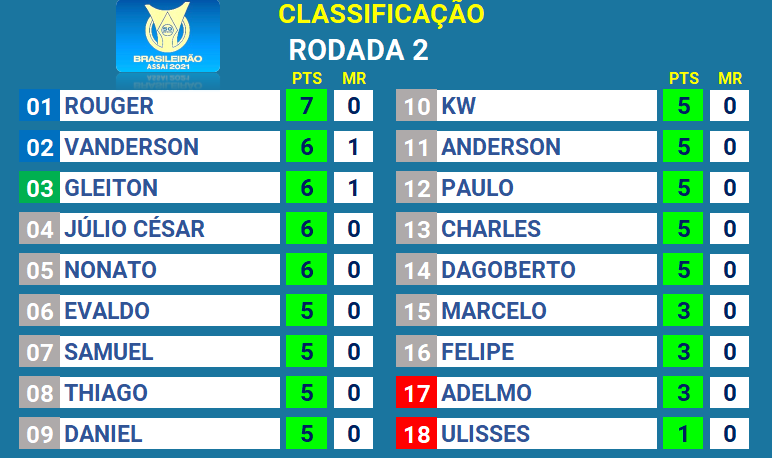 CLASSIFICAÇÃO
RODADA 2
BRASILEIRÃO
ASSAÍ 2021
PTS MR
01 ROUGER 7 0
02 VANDERSON 6 1
03 GLEITON 6 1
04 JÚLIO CÉSAR 6 0
05 NONATO 6 0
06 EVALDO 5 0
07 SAMUEL 5 0
08 THIAGO 5 0
09 DANIEL 5 0
PTS MR
10 KW 5 0
11 ANDERSON 5 0
12 PAULO 5 0
13 CHARLES 5 0
14 DAGOBERTO 5 0
15 MARCELO 3 0
16 FELIPE 3 0
17 ADELMO 3 0
18 ULISSES 1 0